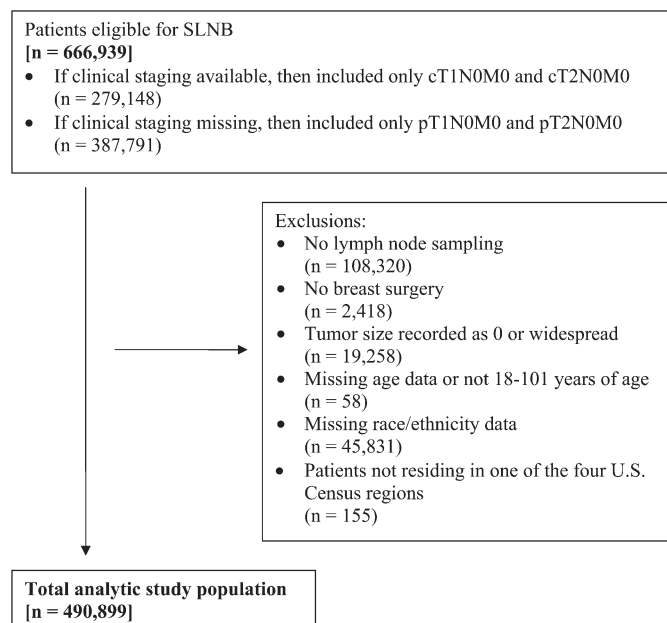 Patients eligible for SLNB
[n = 666,939]
• If clinical staging available, then included only cT1N0M0 and cT2N0M0
(n = 279,148)
• If clinical staging missing, then included only pT1N0M0 and pT2N0M0
(n = 387,791)
Exclusions:
• No lymph node sampling
(n = 108,320)
• No breast surgery
(n = 2,418)
• Tumor size recorded as 0 or widespread
(n = 19,258)
• Missing age data or not 18-101 years of age
(n = 58)
• Missing race/ethnicity data
(n = 45,831)
• Patients not residing in one of the four U.S.
Census regions
(n = 155)
Total analytic study population
[n = 490,899]